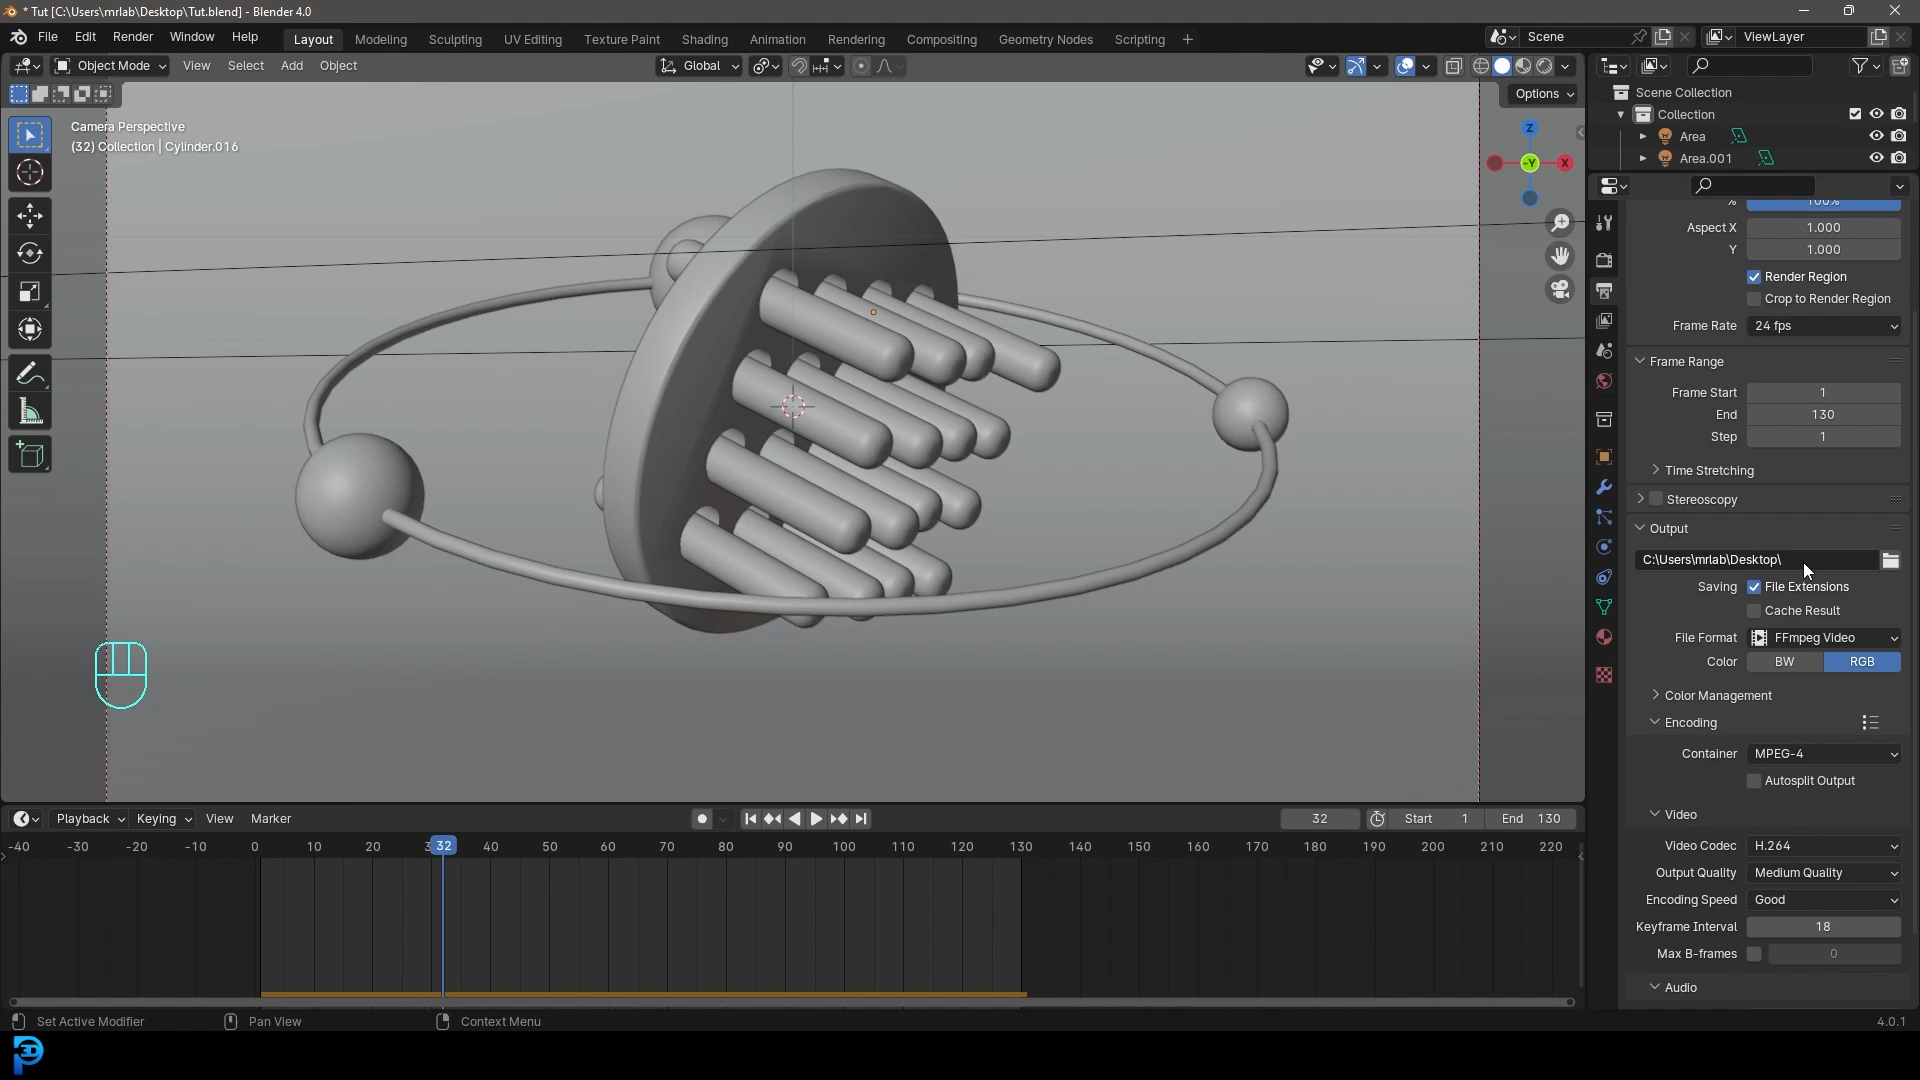 * Tut [C:\Users\mrlab\Desktop\Tut.blend] - Blender 4.0
File Edit Render Window Help Layout Modeling Sculpting UV Editing Texture Paint Shading Animation Rendering Compositing Geometry Nodes Scripting + Scene ViewLayer
Object Mode View Select Add Object Global
Options
Camera Perspective
(32) Collection | Cylinder.016
Z
-Y
X
Scene Collection
Collection
Area
Area.001
% 100%
Aspect X 1.000
Y 1.000
Render Region
Crop to Render Region
Frame Rate 24 fps
Frame Range
Frame Start 1
End 130
Step 1
Time Stretching
Stereoscopy
Output
C:\Users\mrlab\Desktop\
Saving File Extensions
Cache Result
File Format FFmpeg Video
Color BW RGB
Color Management
Encoding
Container MPEG-4
Autosplit Output
Video
Video Codec H.264
Output Quality Medium Quality
Encoding Speed Good
Keyframe Interval 18
Max B-frames 0
Audio
Playback Keying View Marker 32 Start 1 End 130
-40 -30 -20 -10 0 10 20 3 32 40 50 60 70 80 90 100 110 120 130 140 150 160 170 180 190 200 210 220
Set Active Modifier Pan View Context Menu 4.0.1
3D